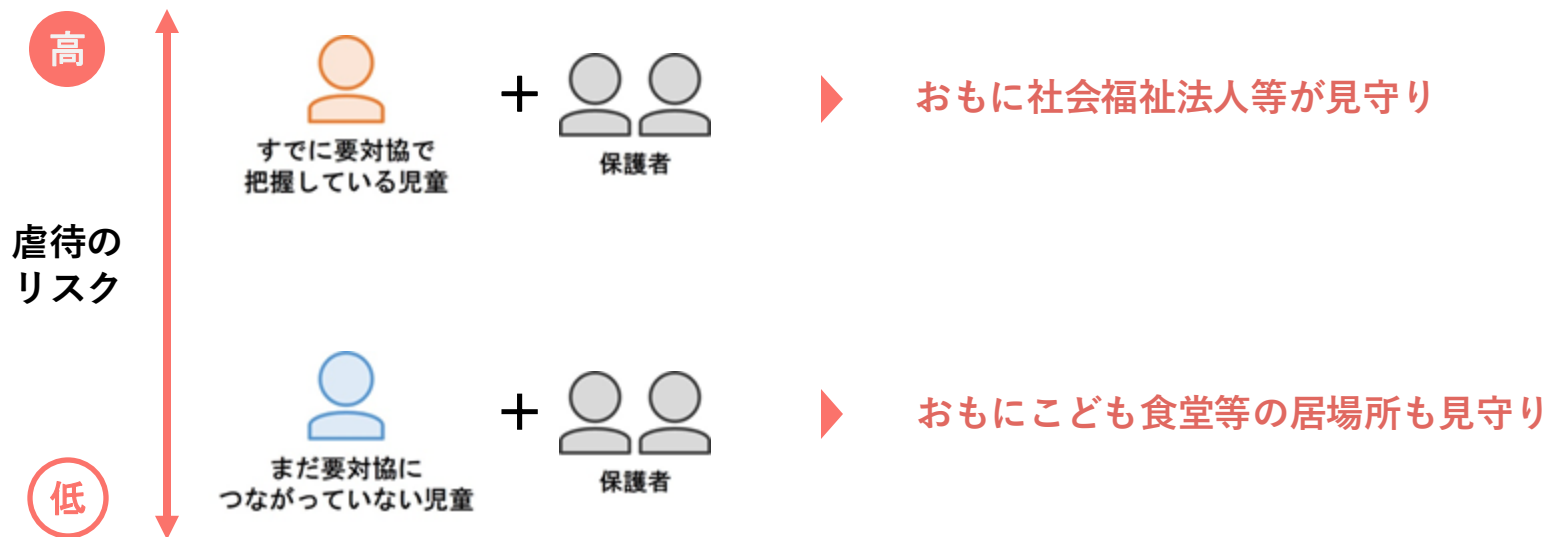 高
すでに要対協で
把握している児童
+
保護者
おもに社会福祉法人等が見守り
虐待の
リスク
まだ要対協に
つながっていない児童
+
保護者
おもにこども食堂等の居場所も見守り
低